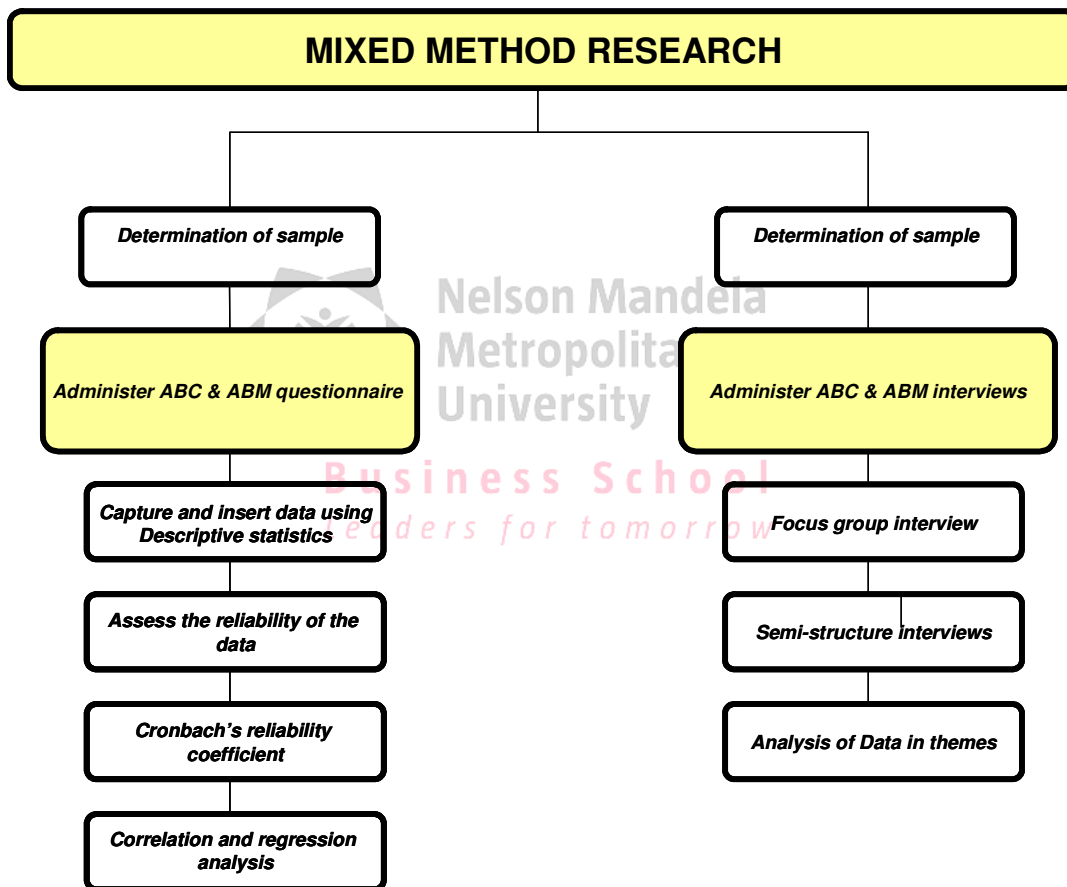 MIXED METHOD RESEARCH
Determination of sample
Determination of sample
Nelson Mandela
Metropolita
University
Business School
Leaders for tomorrow
Administer ABC & ABM questionnaire
Administer ABC & ABM interviews
Capture and insert data using
Descriptive statistics
Focus group interview
Assess the reliability of the
data
Semi-structure interviews
Cronbach's reliability
coefficient
Analysis of Data in themes
Correlation and regression
analysis